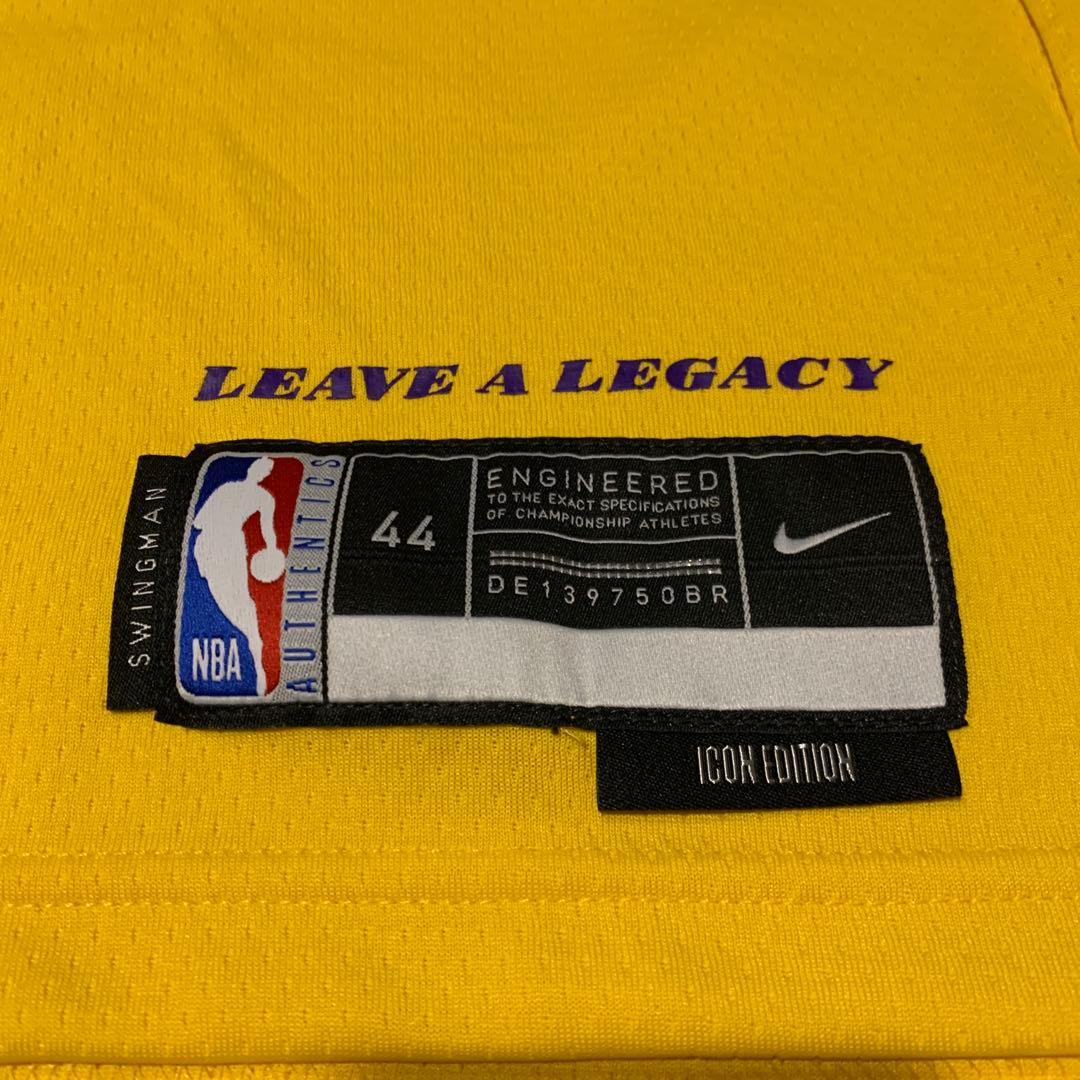 LEAVE A LEGACY
SWINGMAN
NBA
AUTHENTICS
44
ENGINEERED
TO THE EXACT SPECIFICATIONS
OF CHAMPIONSHIP ATHLETES
DE139750BR
ICON EDITION